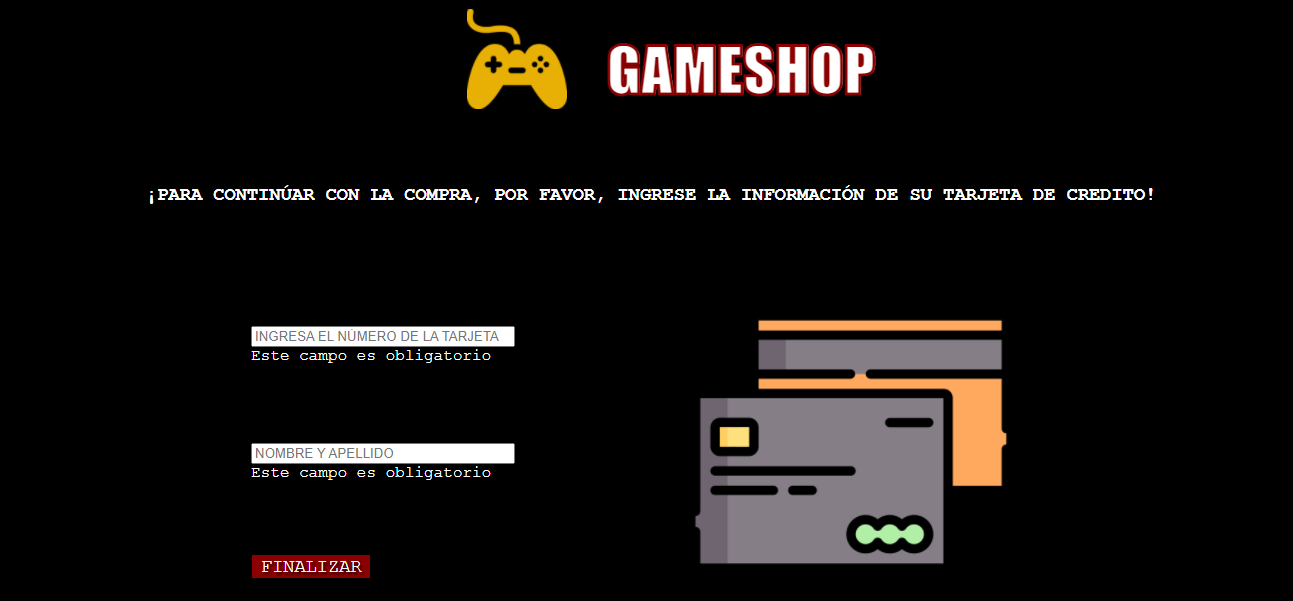 GAMESHOP
¡PARA CONTINÚAR CON LA COMPRA, POR FAVOR, INGRESE LA INFORMACIÓN DE SU TARJETA DE CREDITO!
INGRESA EL NÚMERO DE LA TARJETA
Este campo es obligatorio
NOMBRE Y APELLIDO
Este campo es obligatorio
FINALIZAR